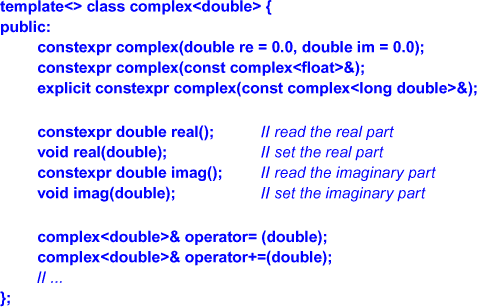 template<> class complex<double> {
public:
constexpr complex(double re = 0.0, double im = 0.0);
constexpr complex(const complex<float>&);
explicit constexpr complex(const complex<long double>&);
constexpr double real(); // read the real part
void real(double); // set the real part
constexpr double imag(); // read the imaginary part
void imag(double); // set the imaginary part
complex<double>& operator= (double);
complex<double>& operator+=(double);
// ...
};